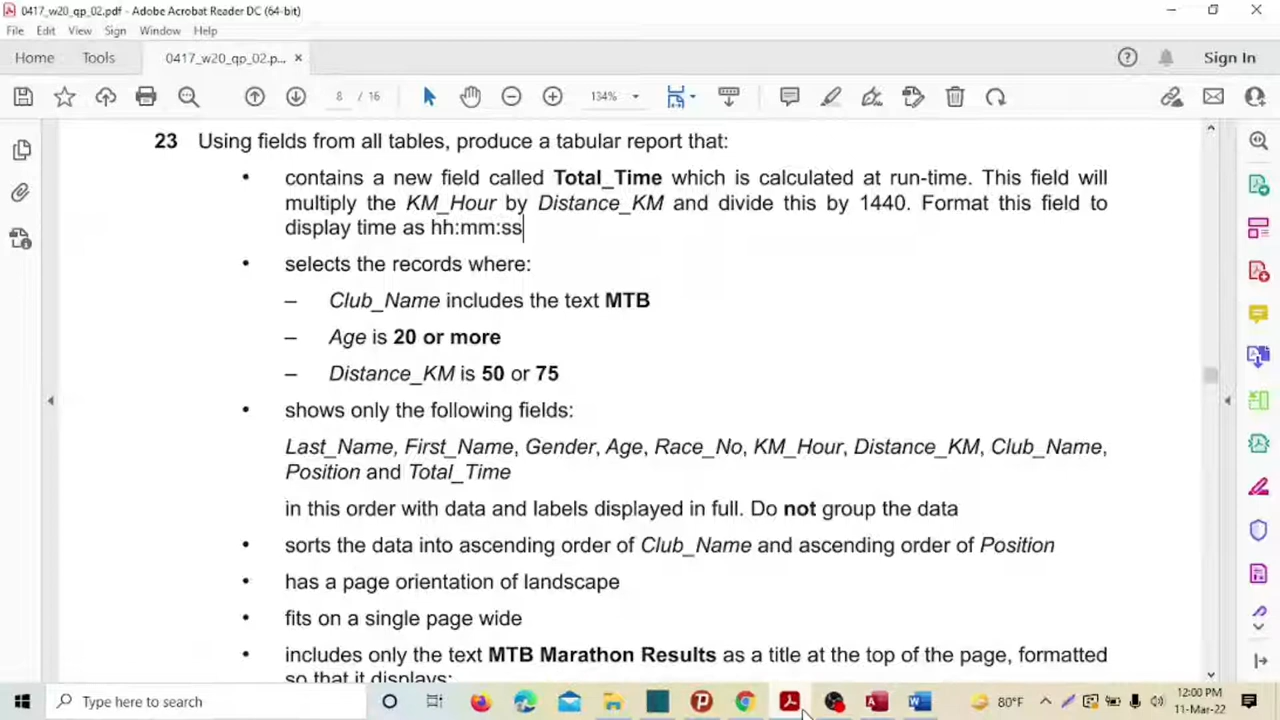 0417_w20_qp_02.pdf - Adobe Acrobat Reader DC (64-bit)
File Edit View Sign Window Help
Home Tools 0417_w20_qp_02.p... × Sign In
8 / 16 134%
23 Using fields from all tables, produce a tabular report that:
• contains a new field called Total_Time which is calculated at run-time. This field will
multiply the KM_Hour by Distance_KM and divide this by 1440. Format this field to
display time as hh:mm:ss
• selects the records where:
– Club_Name includes the text MTB
– Age is 20 or more
– Distance_KM is 50 or 75
• shows only the following fields:
Last_Name, First_Name, Gender, Age, Race_No, KM_Hour, Distance_KM, Club_Name,
Position and Total_Time
in this order with data and labels displayed in full. Do not group the data
• sorts the data into ascending order of Club_Name and ascending order of Position
• has a page orientation of landscape
• fits on a single page wide
• includes only the text MTB Marathon Results as a title at the top of the page, formatted
so that it displays:
Type here to search
80°F
12:00 PM
11-Mar-22